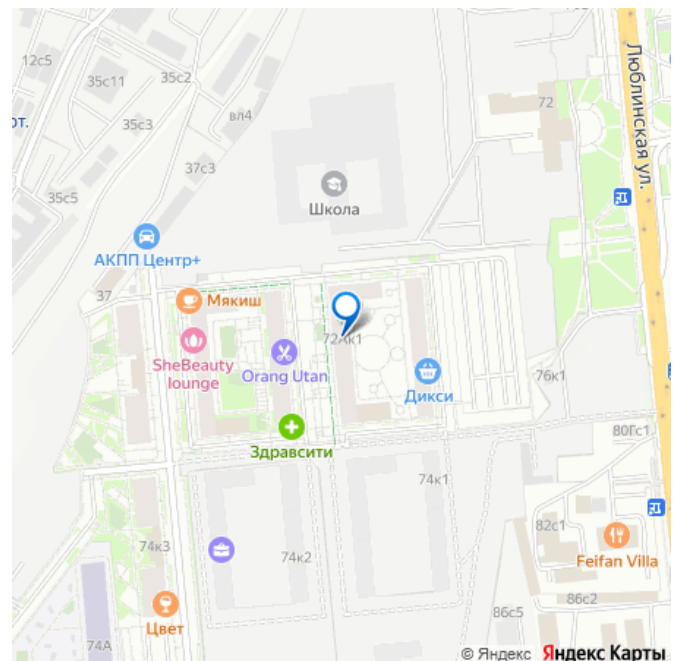 12с5
35с11
35с2
вл4
35с3
от.
37с3
35с5
72
Люблинская ул.
Школа
АКПП Центр+
37
Мякиш
72Ак1
SheBeauty
lounge
Orang Utan
Дикси
76к1
80Гс1
Здравсити
74к1
82с1
74к3
74к2
Feifan Villa
86с2
86с5
74А
Цвет
© Яндекс Яндекс Карты